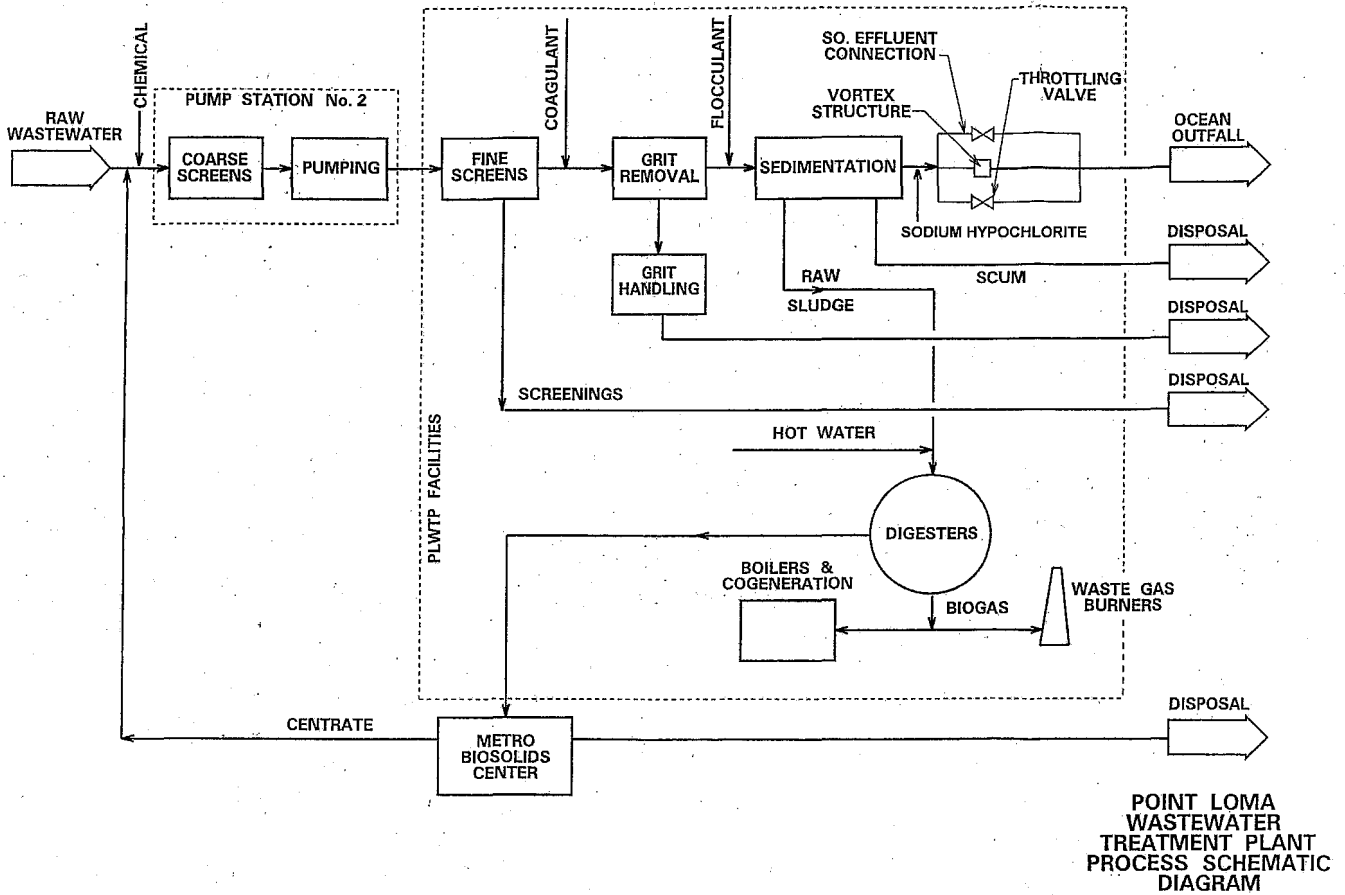 CHEMICAL
PUMP STATION No. 2
RAW
WASTEWATER
COARSE
SCREENS
PUMPING
FINE
SCREENS
COAGULANT
GRIT
REMOVAL
FLOCCULANT
SEDIMENTATION
SO. EFFLUENT
CONNECTION
VORTEX
STRUCTURE
THROTTLING
VALVE
OCEAN
OUTFALL
SODIUM HYPOCHLORITE
DISPOSAL
GRIT
HANDLING
RAW
SLUDGE
SCUM
DISPOSAL
SCREENINGS
DISPOSAL
HOT WATER
PLWTP FACILITIES
DIGESTERS
BOILERS &
COGENERATION
BIOGAS
WASTE GAS
BURNERS
CENTRATE
METRO
BIOSOLIDS
CENTER
DISPOSAL
POINT LOMA
WASTEWATER
TREATMENT PLANT
PROCESS SCHEMATIC
DIAGRAM